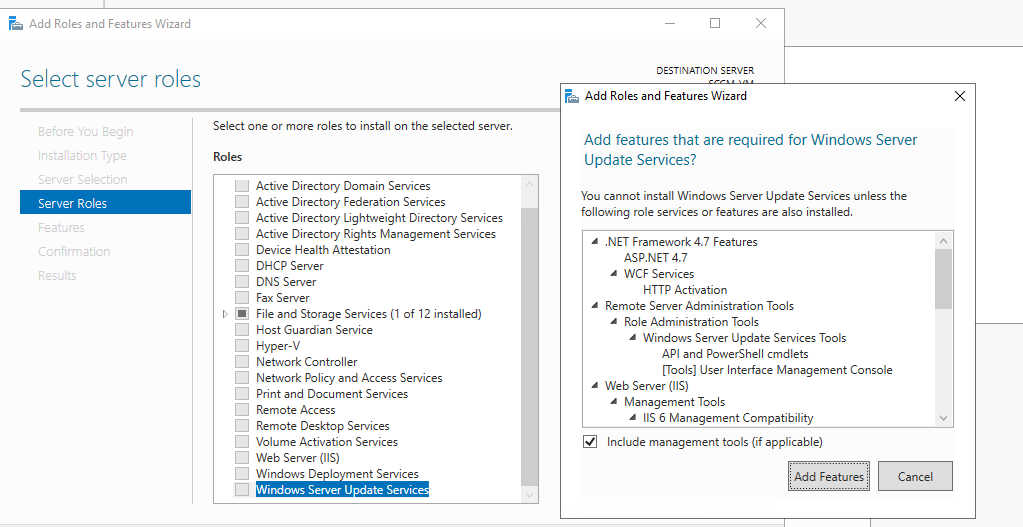 Add Roles and Features Wizard
Select server roles
DESTINATION SERVER
Before You Begin
Installation Type
Server Selection
Server Roles
Features
Confirmation
Results
Select one or more roles to install on the selected server.
Roles
Active Directory Domain Services
Active Directory Federation Services
Active Directory Lightweight Directory Services
Active Directory Rights Management Services
Device Health Attestation
DHCP Server
DNS Server
Fax Server
File and Storage Services (1 of 12 installed)
Host Guardian Service
Hyper-V
Network Controller
Network Policy and Access Services
Print and Document Services
Remote Access
Remote Desktop Services
Volume Activation Services
Web Server (IIS)
Windows Deployment Services
Windows Server Update Services
Add Roles and Features Wizard
Add features that are required for Windows Server
Update Services?
You cannot install Windows Server Update Services unless the
following role services or features are also installed.
.NET Framework 4.7 Features
ASP.NET 4.7
WCF Services
HTTP Activation
Remote Server Administration Tools
Role Administration Tools
Windows Server Update Services Tools
API and PowerShell cmdlets
[Tools] User Interface Management Console
Web Server (IIS)
Management Tools
IIS 6 Management Compatibility
Include management tools (if applicable)
Add Features
Cancel